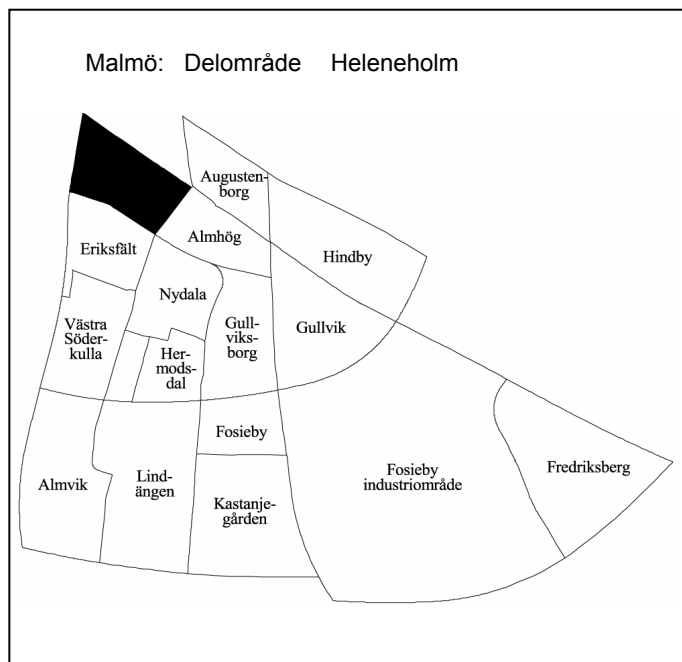 Malmö: Delområde Heleneholm
Augusten-
borg
Almhög
Eriksfält
Hindby
Nydala
Västra
Söder-
kulla
Gull-
viks-
borg
Gullvik
Her-
mods-
dal
Fosieby
Almvik
Lind-
ängen
Kastanje-
gården
Fosieby
industriområde
Fredriksberg